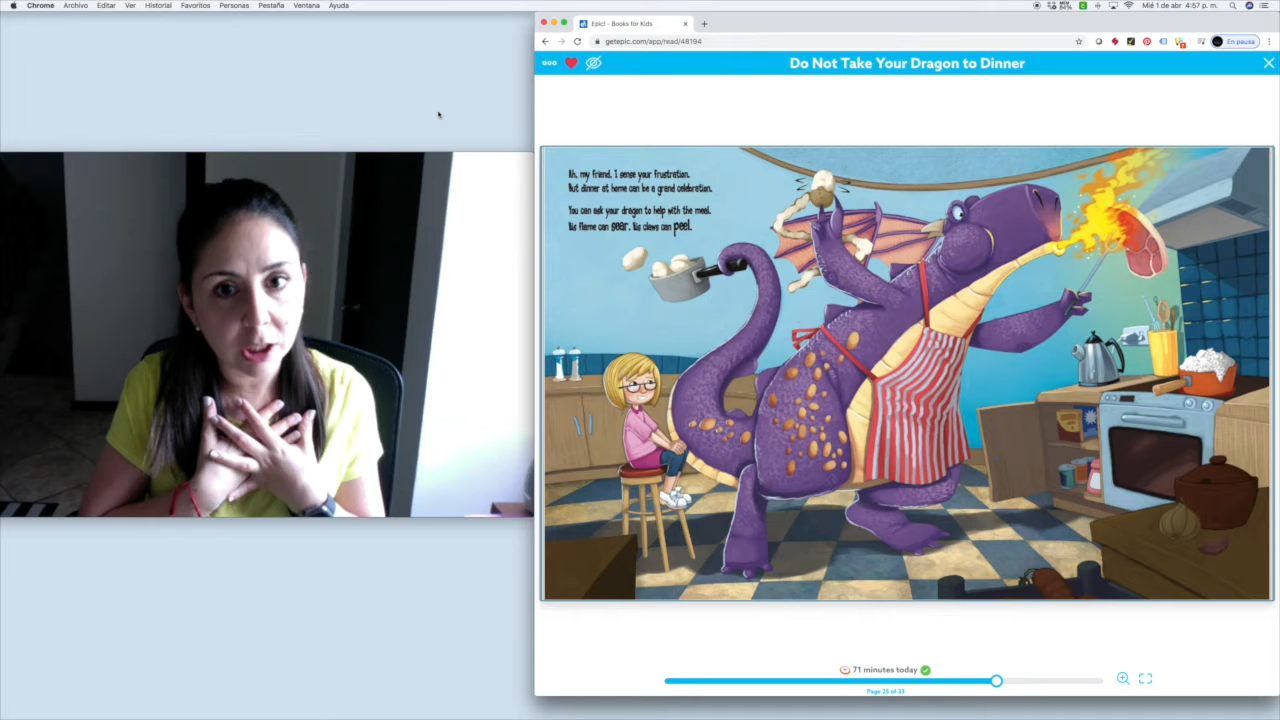 Chrome Archivo Editar Ver Historial Favoritos Personas Pestaña Ventana Ayuda
Mié 1 de abr 4:57 p. m.
Epic! - Books for Kids
getepic.com/app/read/48194
En pausa
Do Not Take Your Dragon to Dinner
Ah, my friend, I sense your frustration.
But dinner at home can be a grand celebration.
You can ask your dragon to help with the meal.
His flame can sear. His claws can peel.
71 minutes today
Page 25 of 33